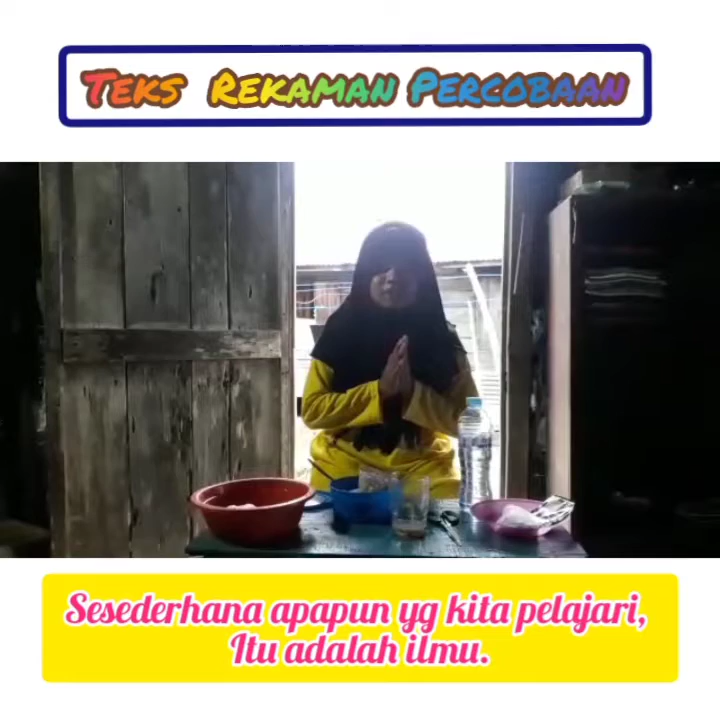 Teks Rekaman Percobaan
Sesederhana apapun yg kita pelajari,
Itu adalah ilmu.